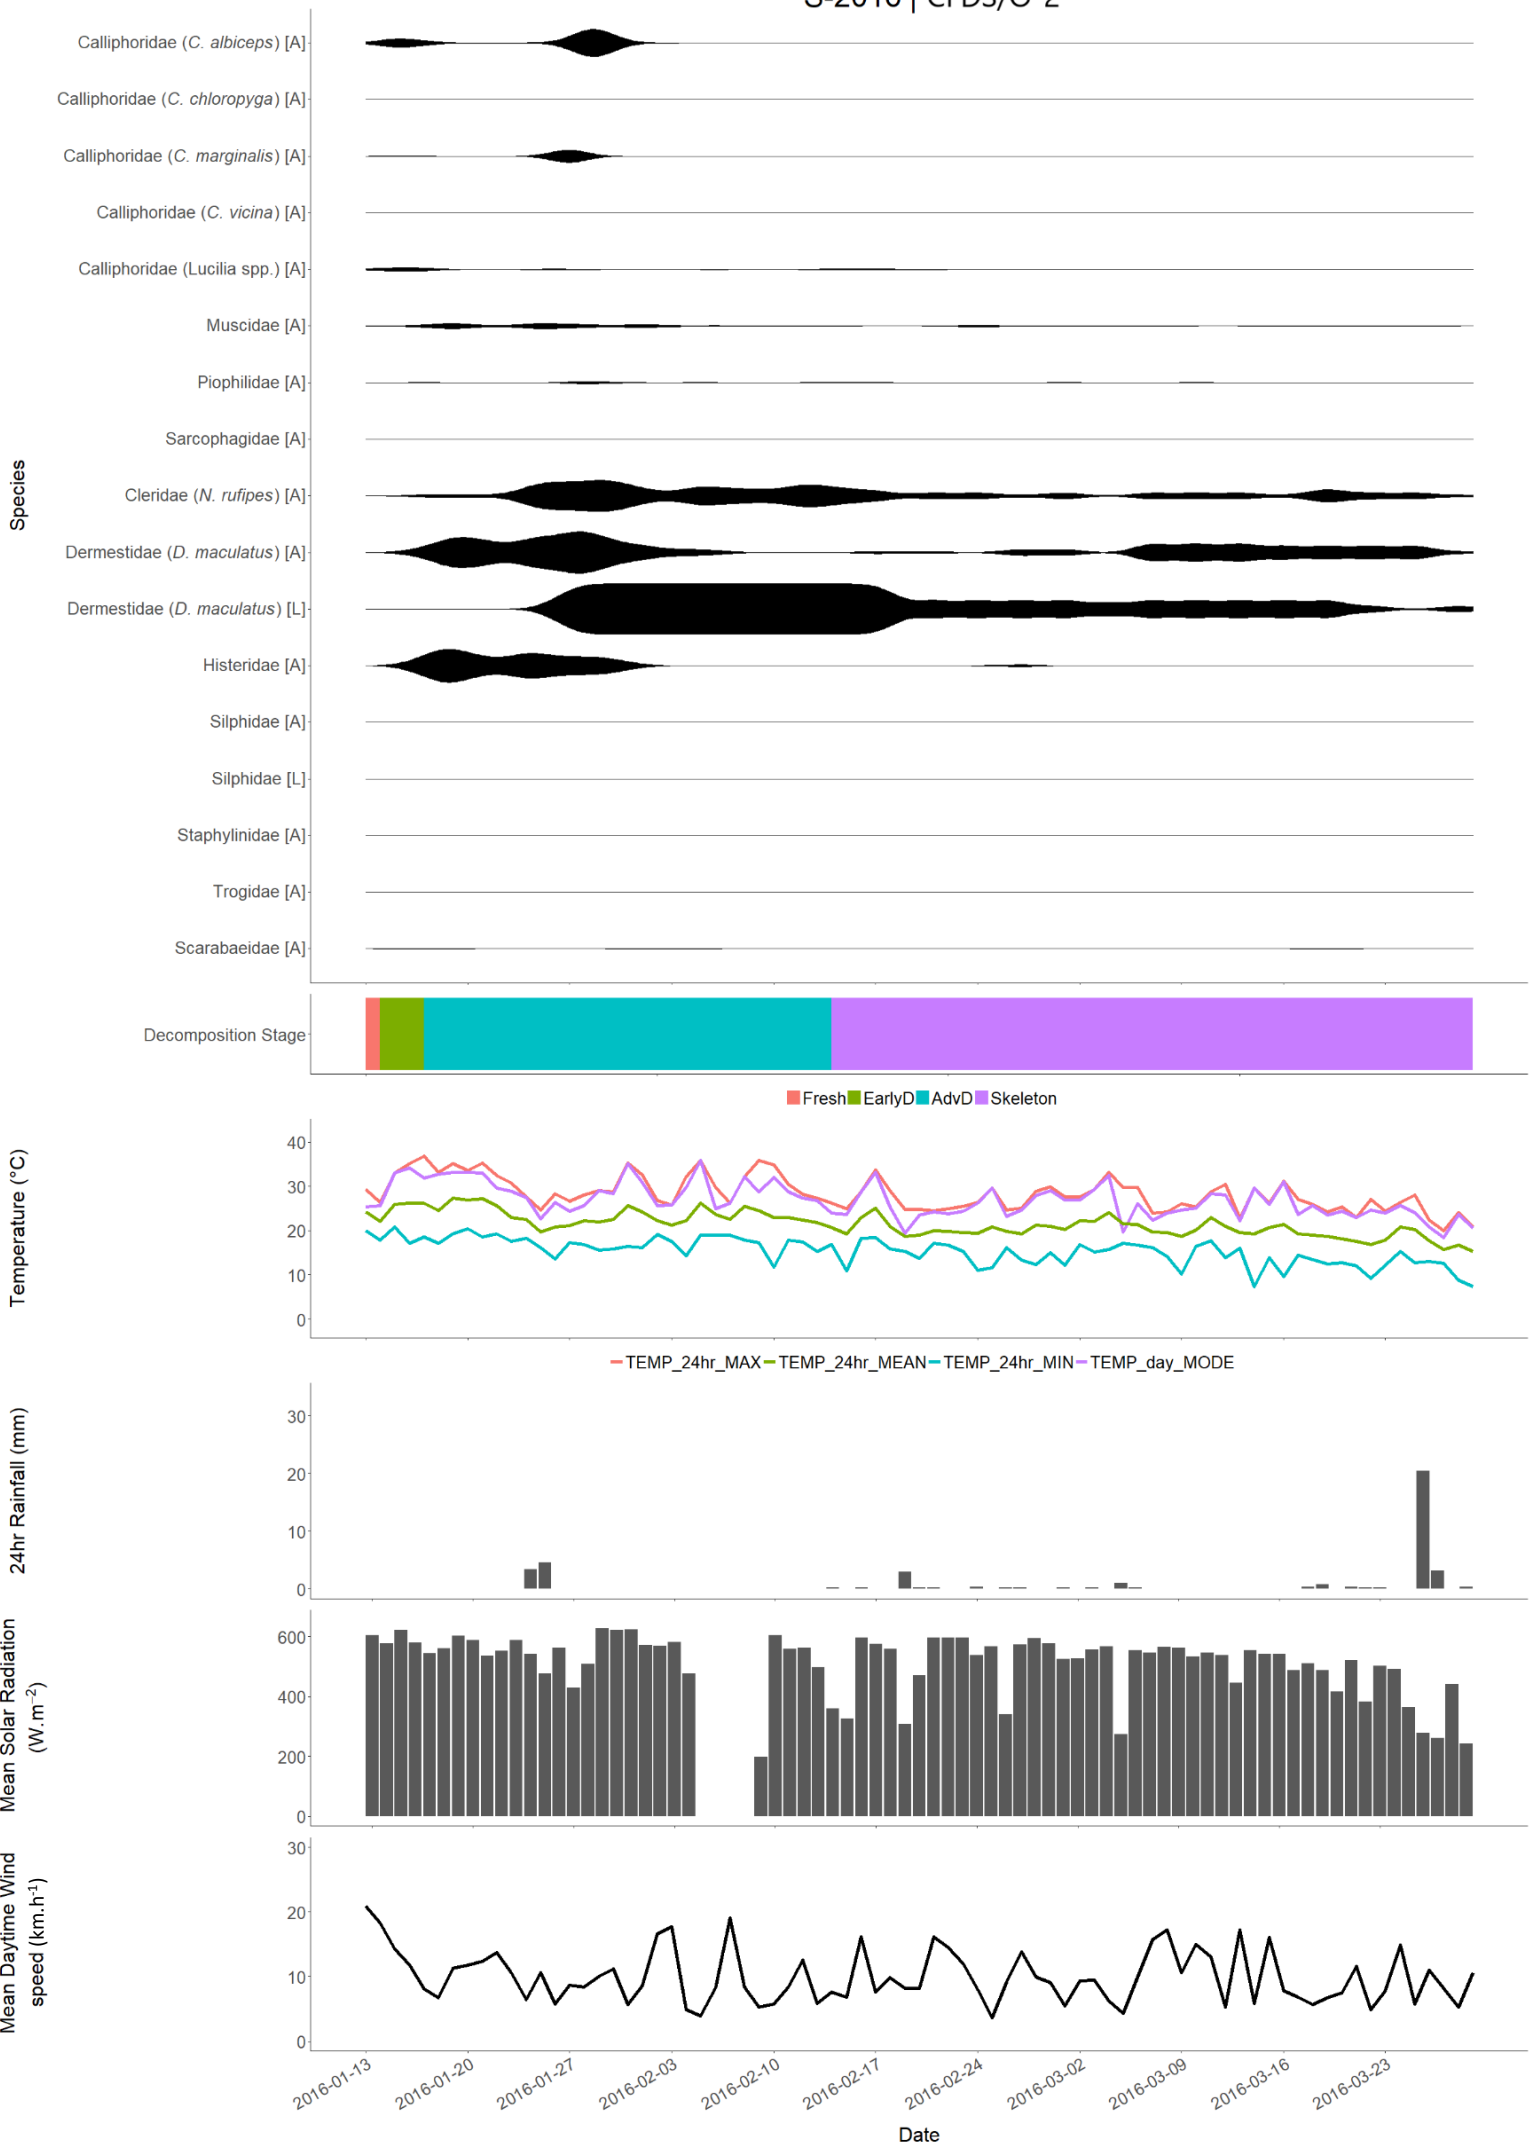 Calliphoridae (C. albiceps) [A]
Calliphoridae (C. chloropyga) [A]
Calliphoridae (C. marginalis) [A]
Calliphoridae (C. vicina) [A]
Calliphoridae (Lucilia spp.) [A]
Muscidae [A]
Piophilidae [A]
Sarcophagidae [A]
Cleridae (N. rufipes) [A]
Dermestidae (D. maculatus) [A]
Dermestidae (D. maculatus) [L]
Histeridae [A]
Silphidae [A]
Silphidae [L]
Staphylinidae [A]
Trogidae [A]
Scarabaeidae [A]
Species
Decomposition Stage
Fresh EarlyD AdvD Skeleton
Temperature (°C)
40
30
20
10
0
TEMP_24hr_MAX TEMP_24hr_MEAN TEMP_24hr_MIN TEMP_day_MODE
24hr Rainfall (mm)
30
20
10
0
Mean Solar Radiation
(W.m⁻²)
600
400
200
0
Mean Daytime Wind
speed (km.h⁻¹)
30
20
10
0
2016-01-13
2016-01-20
2016-01-27
2016-02-03
2016-02-10
2016-02-17
2016-02-24
2016-03-02
2016-03-09
2016-03-16
2016-03-23
Date